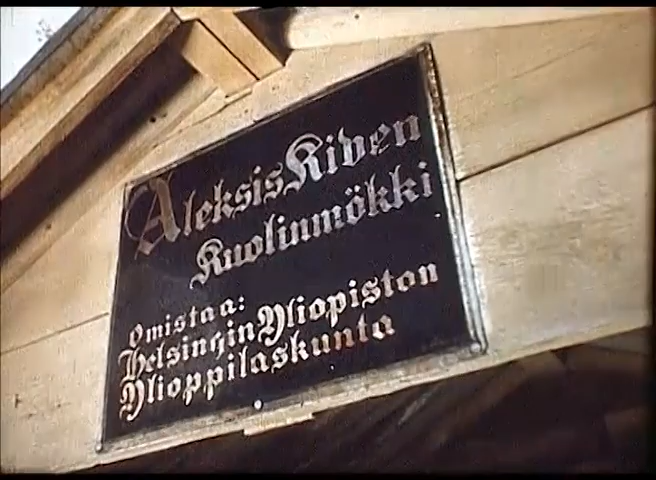 Aleksis Kiven
Kuolinmökki
Omistaa:
Helsingin Yliopiston
Ylioppilaskunta